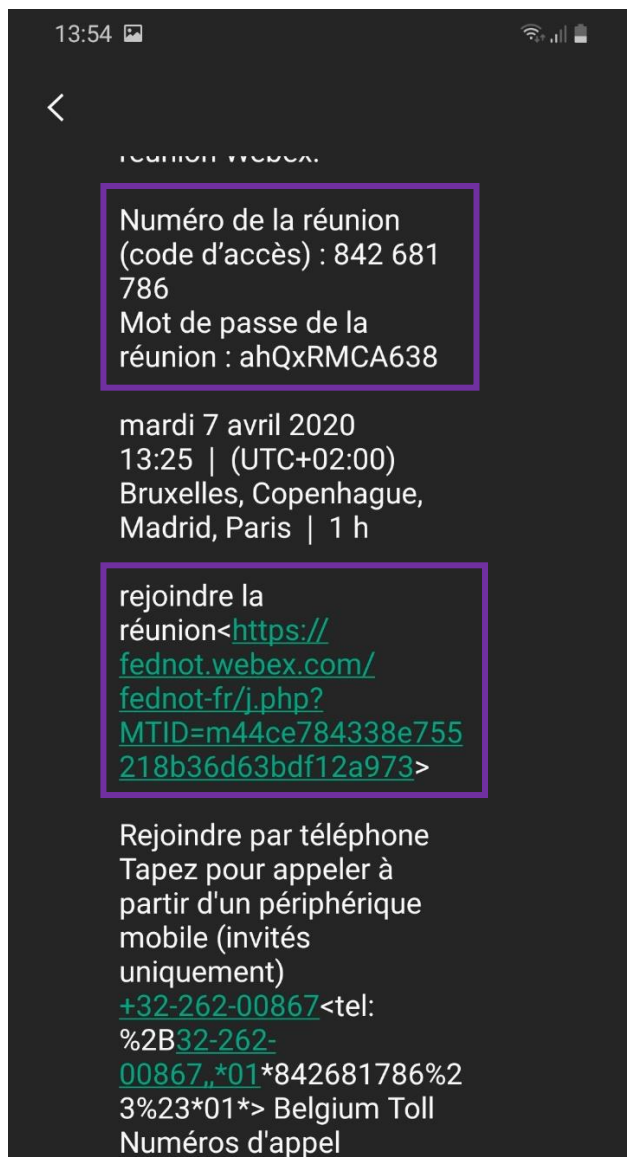 13:54
réunion Webex.
Numéro de la réunion
(code d'accès) : 842 681
786
Mot de passe de la
réunion : ahQxRMCA638
mardi 7 avril 2020
13:25 | (UTC+02:00)
Bruxelles, Copenhague,
Madrid, Paris | 1 h
rejoindre la
réunion<https://
fednot.webex.com/
fednot-fr/j.php?
MTID=m44ce784338e755
218b36d63bdf12a973>
Rejoindre par téléphone
Tapez pour appeler à
partir d'un périphérique
mobile (invités
uniquement)
+32-262-00867<tel:
%2B32-262-
00867,,*01*842681786%2
3%23*01*> Belgium Toll
Numéros d'appel